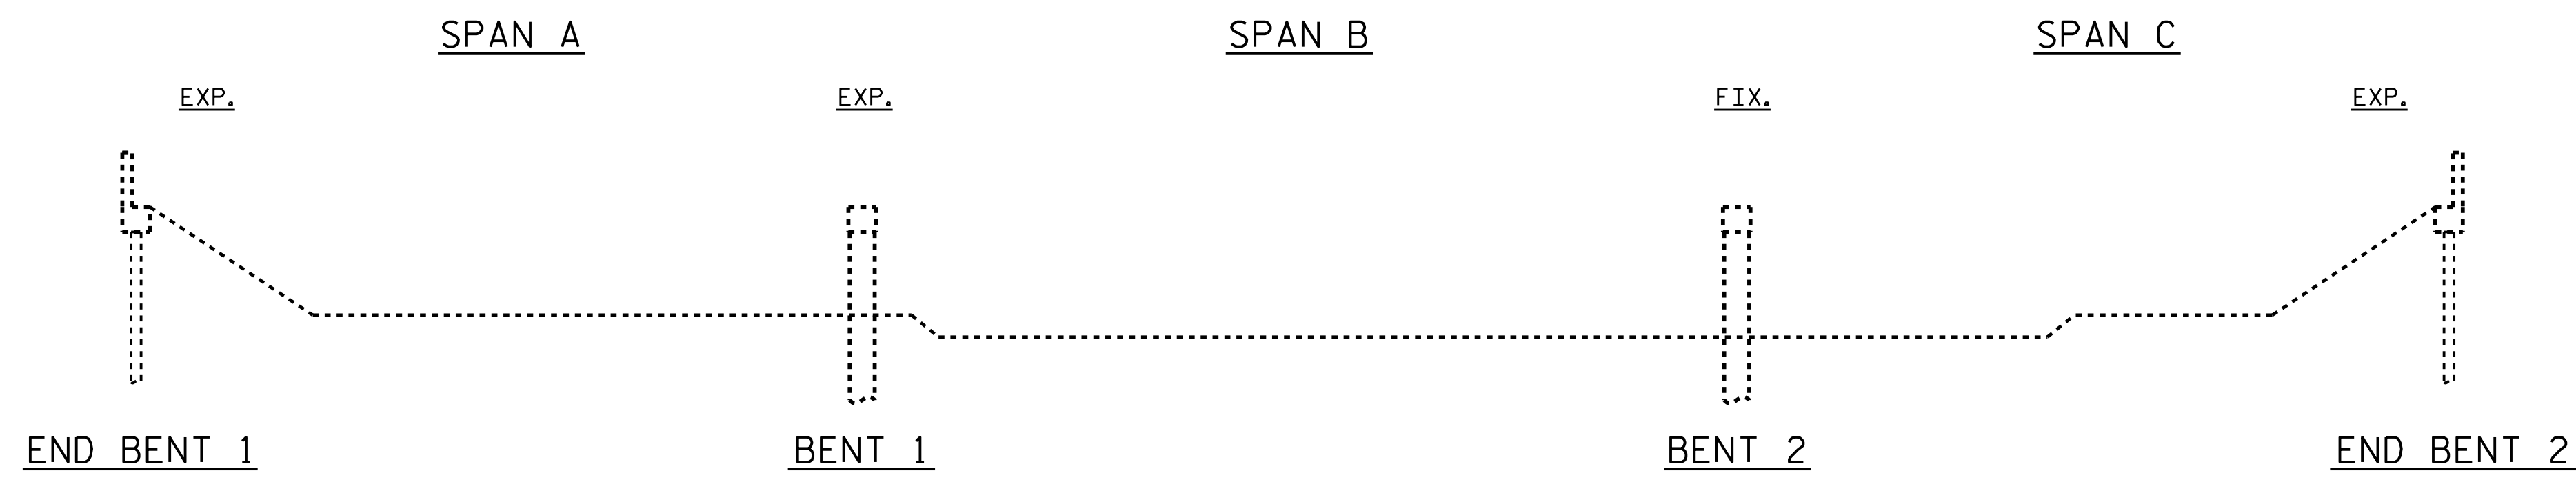 SPAN A SPAN B SPAN C
EXP. EXP. FIX. EXP.
END BENT 1 BENT 1 BENT 2 END BENT 2